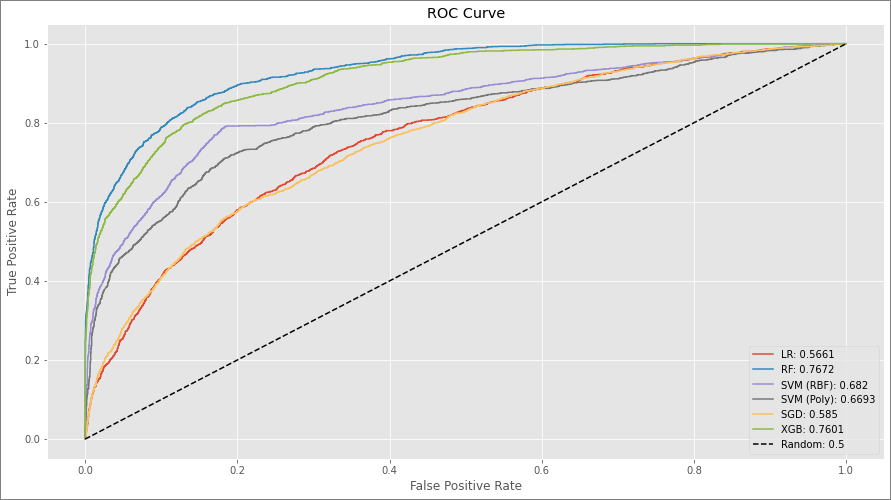 ROC Curve
1.0
0.8
0.6
0.4
0.2
0.0
True Positive Rate
0.0 0.2 0.4 0.6 0.8 1.0
False Positive Rate
LR: 0.5661
RF: 0.7672
SVM (RBF): 0.682
SVM (Poly): 0.6693
SGD: 0.585
XGB: 0.7601
Random: 0.5